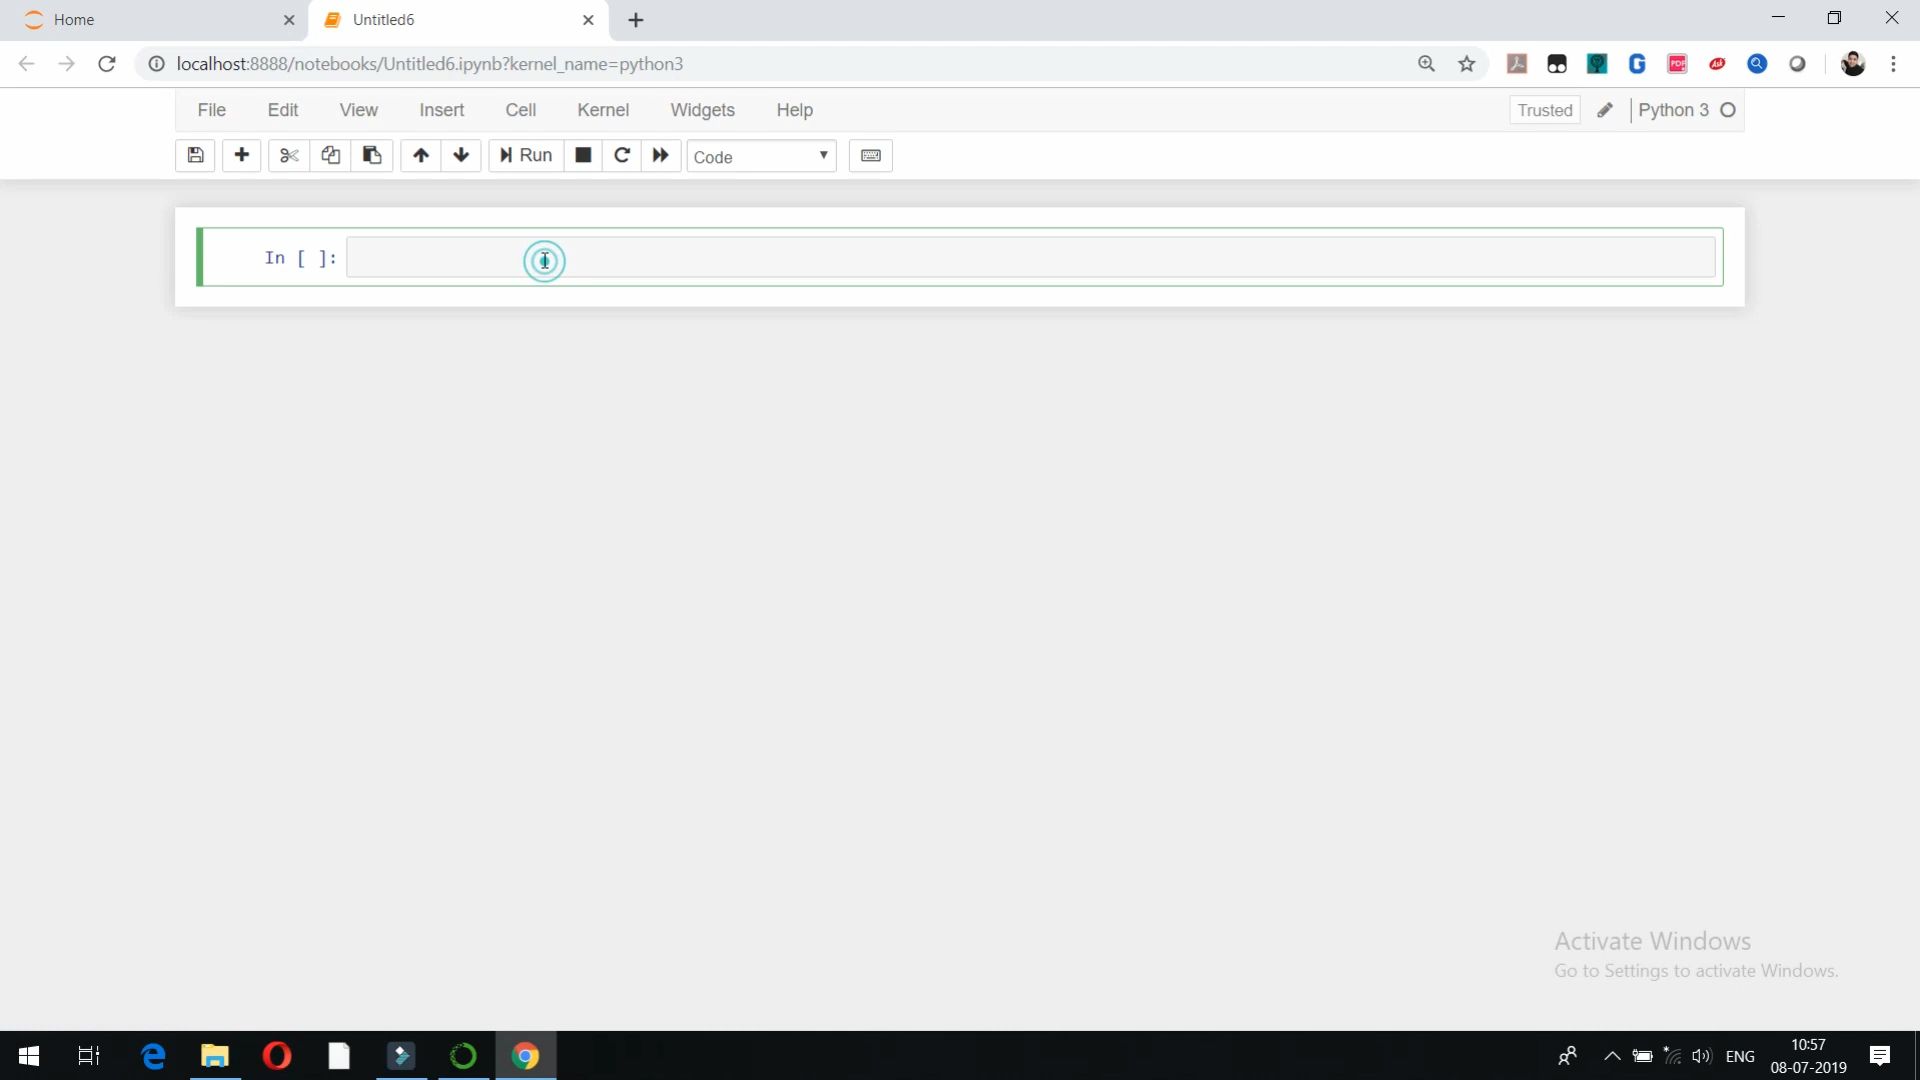 Home
Untitled6
localhost:8888/notebooks/Untitled6.ipynb?kernel_name=python3
File Edit View Insert Cell Kernel Widgets Help
Trusted
Python 3
Run
Code
In [ ]:
Activate Windows
Go to Settings to activate Windows.
ENG
10:57
08-07-2019